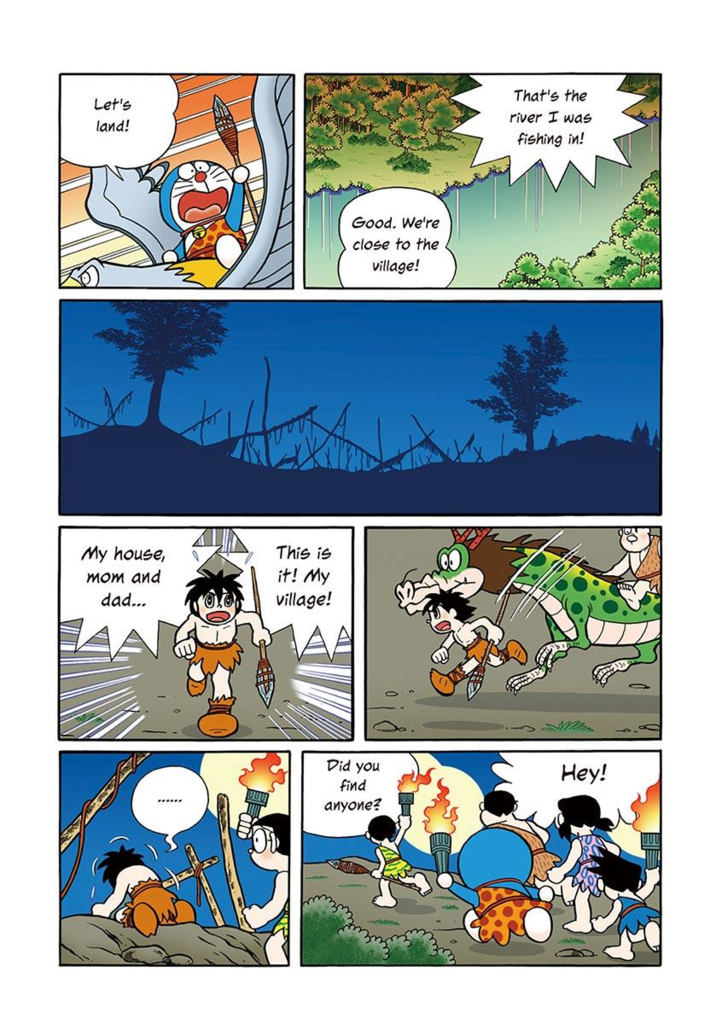 Let's
land!
That's the
river I was
fishing in!
Good. We're
close to the
village!
My house,
mom and
dad...
This is
it! My
village!
......
Did you
find
anyone?
Hey!